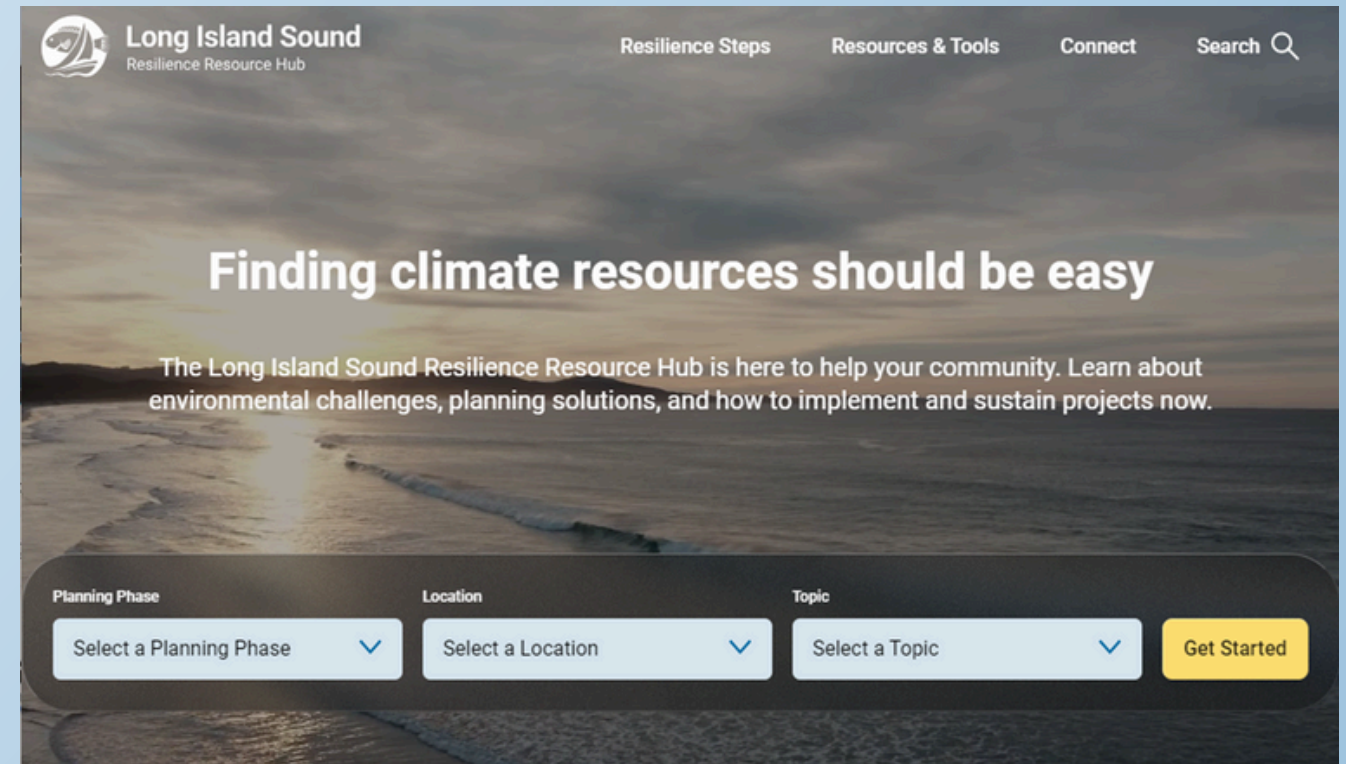 Long Island Sound
Resilience Resource Hub
Resilience Steps
Resources & Tools
Connect
Search
Finding climate resources should be easy
The Long Island Sound Resilience Resource Hub is here to help your community. Learn about
environmental challenges, planning solutions, and how to implement and sustain projects now.
Planning Phase
Location
Topic
Select a Planning Phase
Select a Location
Select a Topic
Get Started